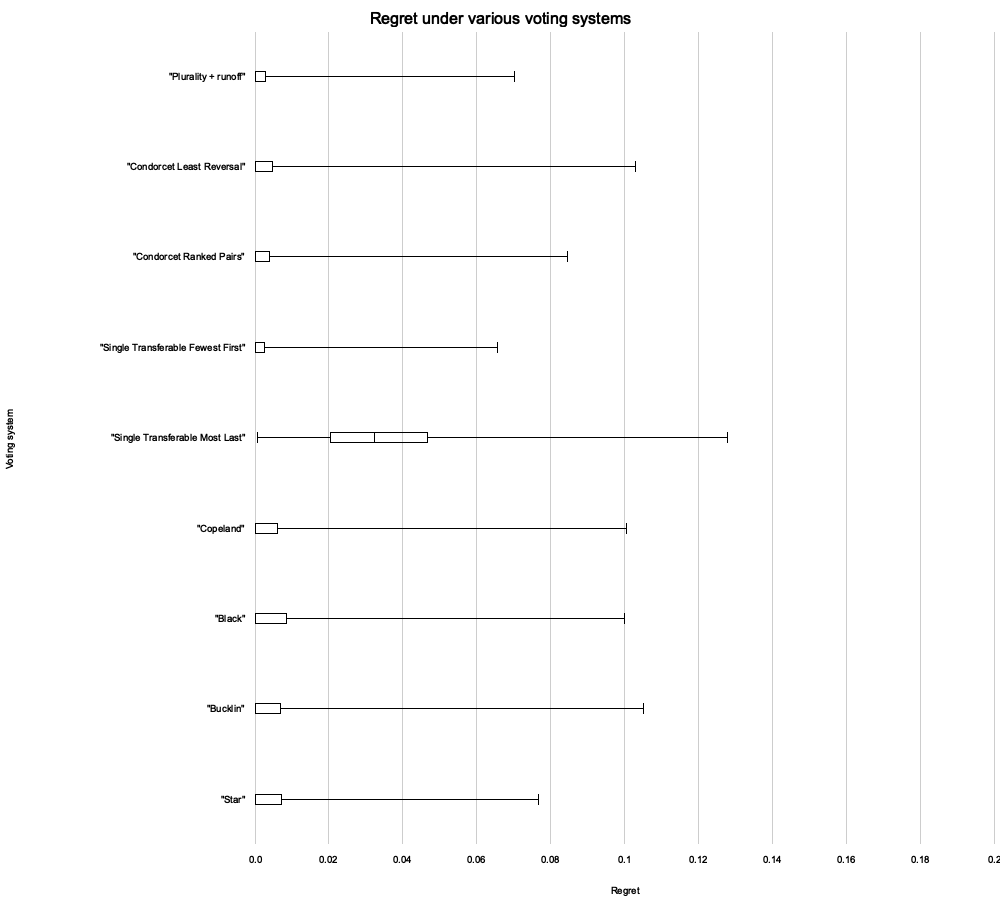 Regret under various voting systems
"Plurality + runoff"
"Condorcet Least Reversal"
"Condorcet Ranked Pairs"
"Single Transferable Fewest First"
"Single Transferable Most Last"
"Copeland"
"Black"
"Bucklin"
"Star"
Voting system
0.0 0.02 0.04 0.06 0.08 0.1 0.12 0.14 0.16 0.18 0.2
Regret